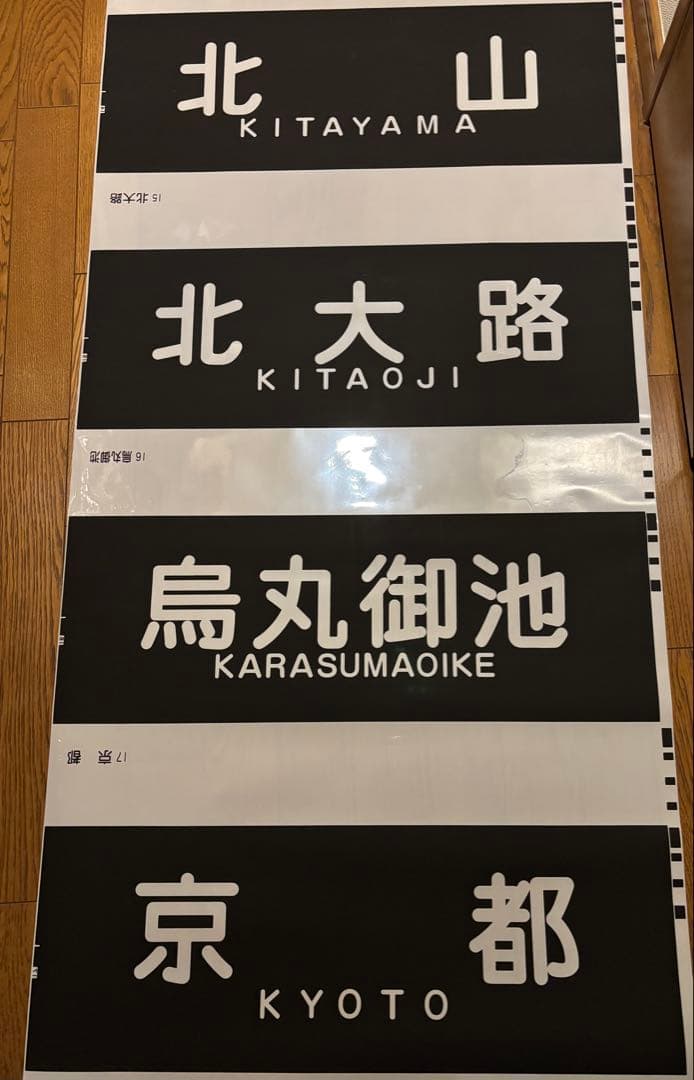 北 山
KITAYAMA
15 北大路
北 大 路
KITAOJI
16 烏丸御池
烏丸御池
KARASUMAOIKE
17 京 都
京 都
KYOTO